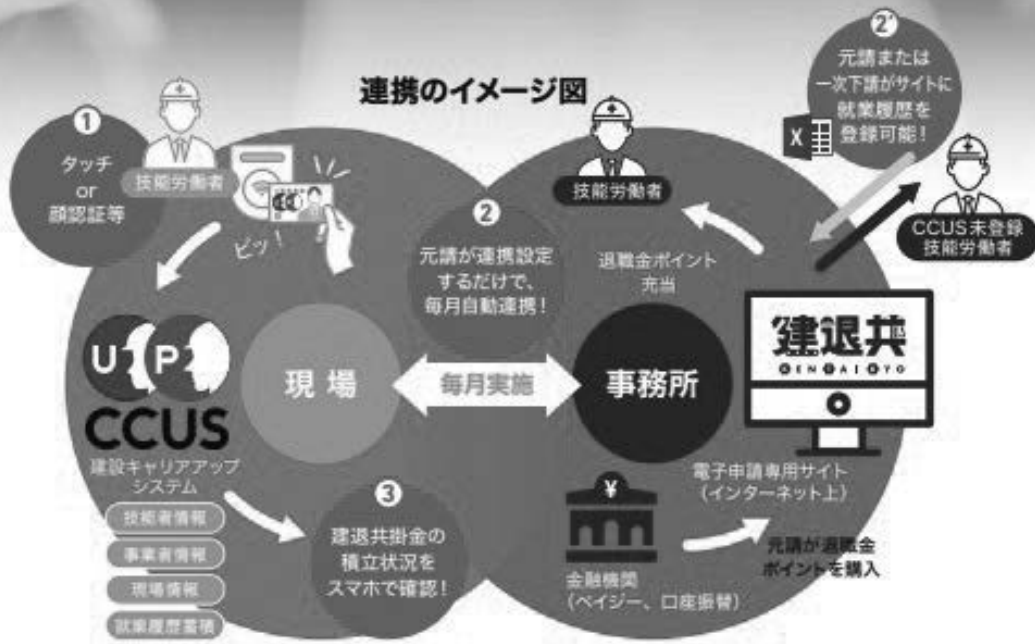 連携のイメージ図
①
タッチ
or
顔認証等
技能労働者
ピッ!
UP
CCUS
建設キャリアアップ
システム
技能者情報
事業者情報
現場情報
就業履歴蓄積
現場
②
元請が連携設定
するだけで、
毎月自動連携!
毎月実施
③
建退共掛金の
積立状況を
スマホで確認!
技能労働者
退職金ポイント
充当
事務所
②'
元請または
一次下請がサイトに
就業履歴を
登録可能!
X
CCUS未登録
技能労働者
建退共
KENTAIKYO
電子申請専用サイト
(インターネット上)
¥
金融機関
(ペイジー、口座振替)
元請が退職金
ポイントを購入